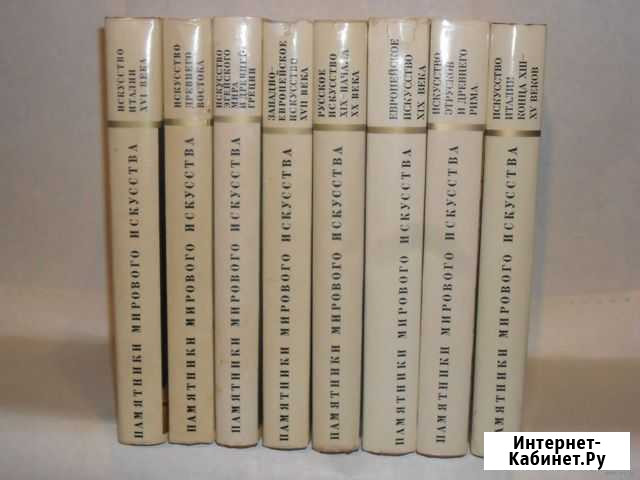 ИСКУССТВО
ИТАЛИИ
XVI ВЕКА
ПАМЯТНИКИ МИРОВОГО ИСКУССТВА
ИСКУССТВО
ДРЕВНЕГО
ВОСТОКА
ПАМЯТНИКИ МИРОВОГО ИСКУССТВА
ИСКУССТВО
ЭГЕЙСКОГО
МИРА
И ДРЕВНЕЙ
ГРЕЦИИ
ПАМЯТНИКИ МИРОВОГО ИСКУССТВА
ЗАПАДНО-
ЕВРОПЕЙСКОЕ
ИСКУССТВО
XVII ВЕКА
ПАМЯТНИКИ МИРОВОГО ИСКУССТВА
РУССКОЕ
ИСКУССТВО
XIX–НАЧАЛА
XX ВЕКА
ПАМЯТНИКИ МИРОВОГО ИСКУССТВА
ЕВРОПЕЙСКОЕ
ИСКУССТВО
XIX ВЕКА
ПАМЯТНИКИ МИРОВОГО ИСКУССТВА
ИСКУССТВО
ЭТРУСКОВ
И ДРЕВНЕГО
РИМА
ПАМЯТНИКИ МИРОВОГО ИСКУССТВА
ИСКУССТВО
ИТАЛИИ
КОНЦА XIII–
XV ВЕКОВ
ПАМЯТНИКИ МИРОВОГО ИСКУССТВА
Интернет-
Кабинет.Ру